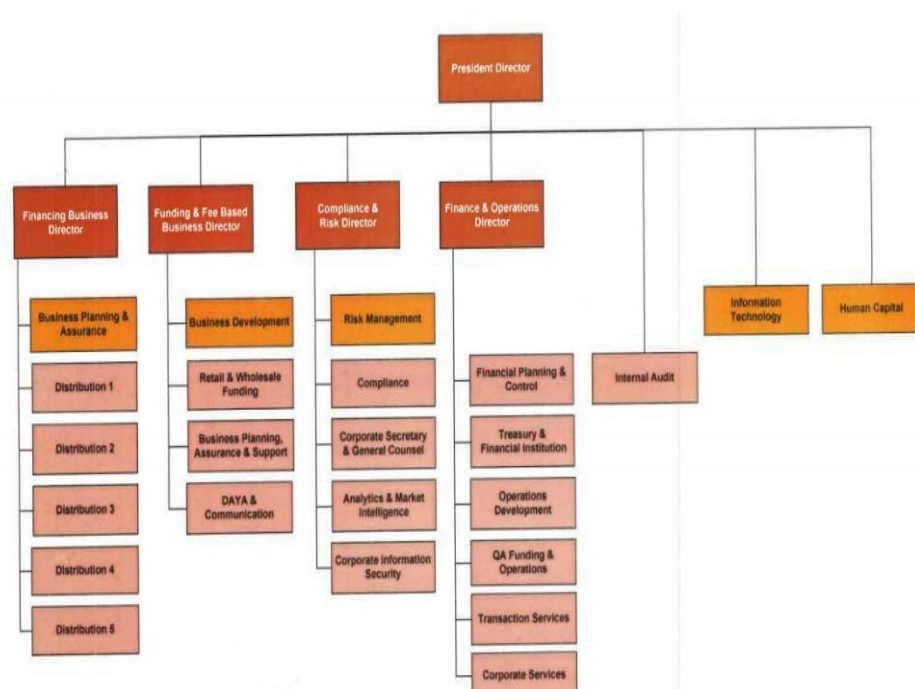 President Director
Financing Business
Director
Funding & Fee Based
Business Director
Compliance &
Risk Director
Finance & Operations
Director
Business Planning &
Assurance
Distribution 1
Distribution 2
Distribution 3
Distribution 4
Distribution 5
Business Development
Retail & Wholesale
Funding
Business Planning,
Assurance & Support
DAYA &
Communication
Risk Management
Compliance
Corporate Secretary
& General Counsel
Analytics & Market
Intelligence
Corporate Information
Security
Financial Planning &
Control
Treasury &
Financial Institution
Operations
Development
QA Funding &
Operations
Transaction Services
Corporate Services
Internal Audit
Information
Technology
Human Capital